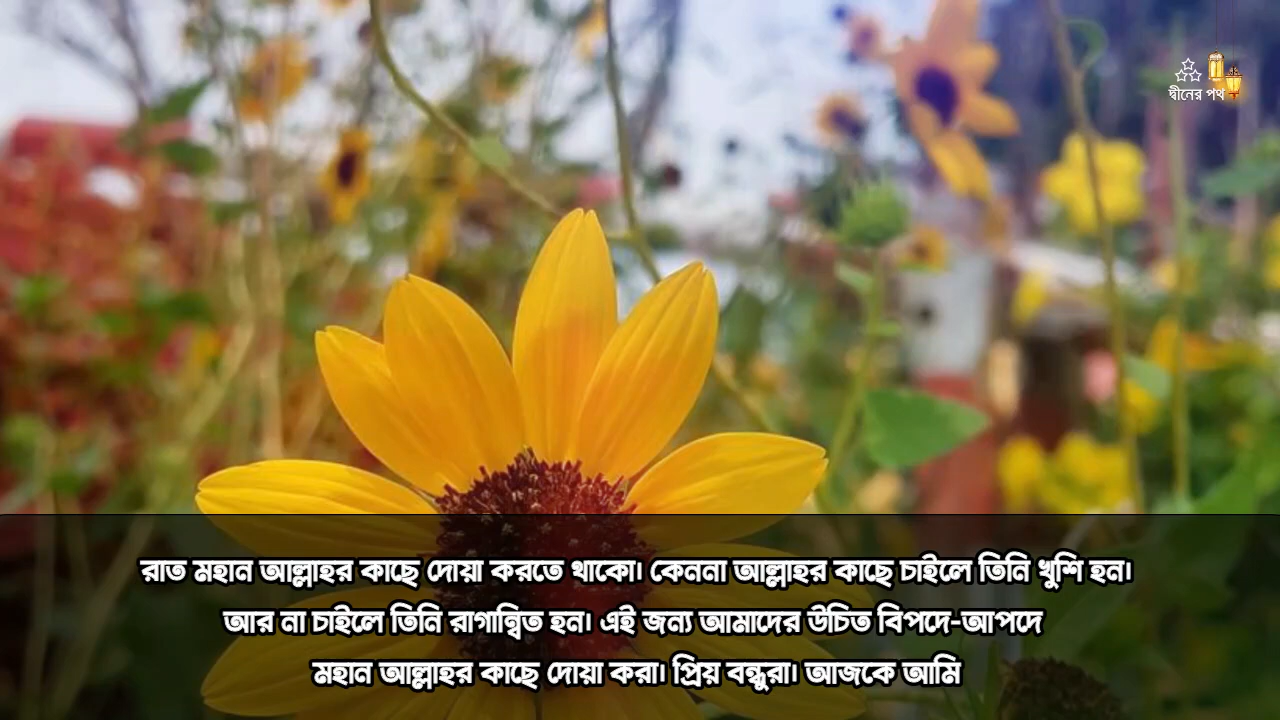 দ্বীনের পথ
রাত মহান আল্লাহর কাছে দোয়া করতে থাকো। কেননা আল্লাহর কাছে চাইলে তিনি খুশি হন।
আর না চাইলে তিনি রাগান্বিত হন। এই জন্য আমাদের উচিত বিপদে-আপদে
মহান আল্লাহর কাছে দোয়া করা। প্রিয় বন্ধুরা। আজকে আমি